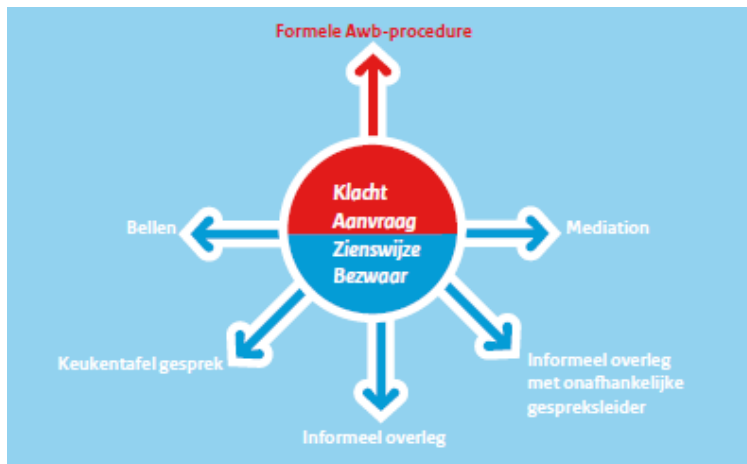 Formele Awb-procedure
Klacht
Aanvraag
Zienswijze
Bezwaar
Bellen
Mediation
Keukentafel gesprek
Informeel overleg
met onafhankelijke
gespreksleider
Informeel overleg